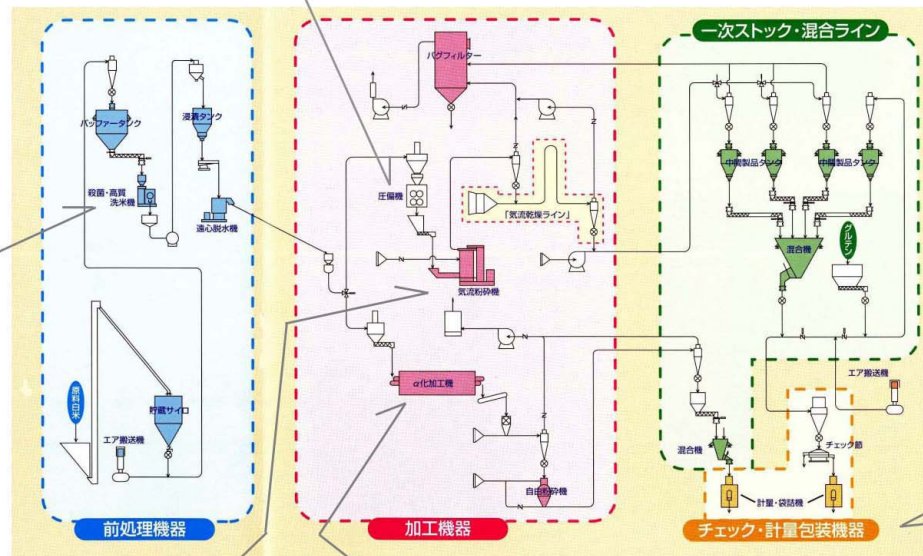 バッファータンク
浸漬タンク
殺菌・高質
洗米機
遠心脱水機
原料白米
エア搬送機
貯蔵サイロ
前処理機器
バグフィルター
圧偏機
「気流乾燥ライン」
気流粉砕機
α化加工機
自由粉砕機
加工機器
一次ストック・混合ライン
中間製品タンク
中間製品タンク
混合機
グルテン
エア搬送機
混合機
チェック篩
計量・袋詰機
チェック・計量包装機器